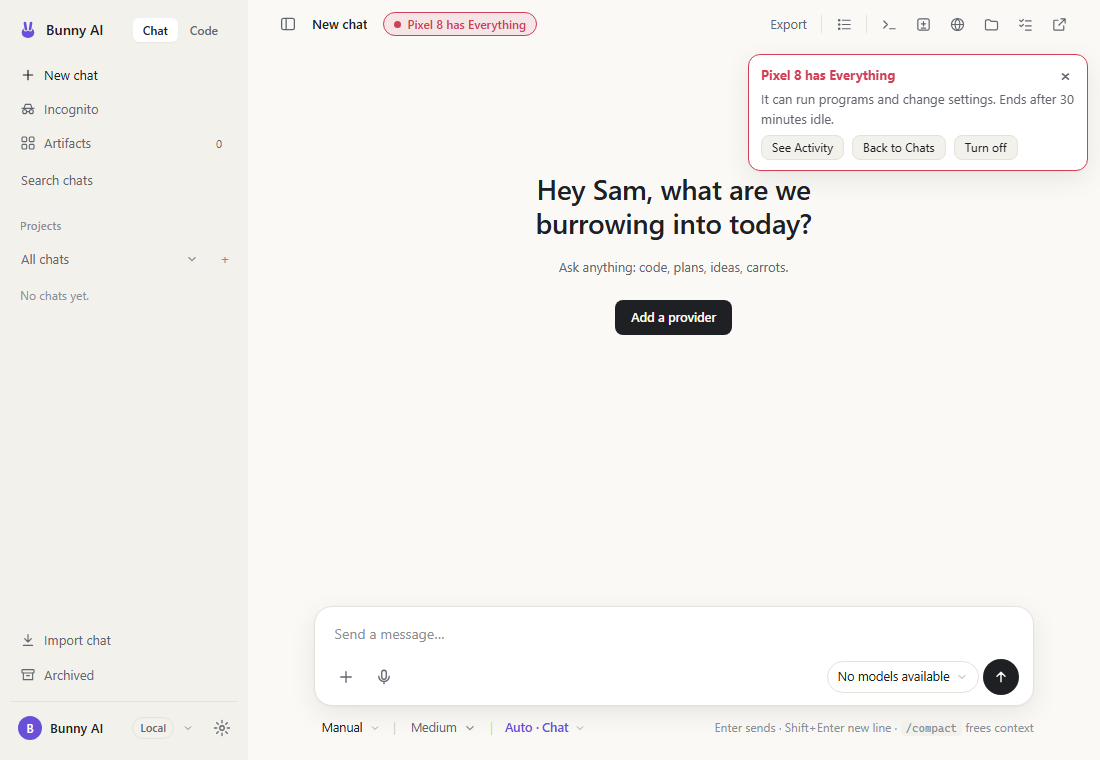 Bunny AI
Chat
Code
New chat
Incognito
Artifacts
0
Search chats
Projects
All chats
+
No chats yet.
Import chat
Archived
B
Bunny AI
Local
New chat
Pixel 8 has Everything
Export
Pixel 8 has Everything
It can run programs and change settings. Ends after 30
minutes idle.
See Activity
Back to Chats
Turn off
Hey Sam, what are we
burrowing into today?
Ask anything: code, plans, ideas, carrots.
Add a provider
Send a message...
No models available
Manual
Medium
Auto · Chat
Enter sends · Shift+Enter new line · /compact frees context